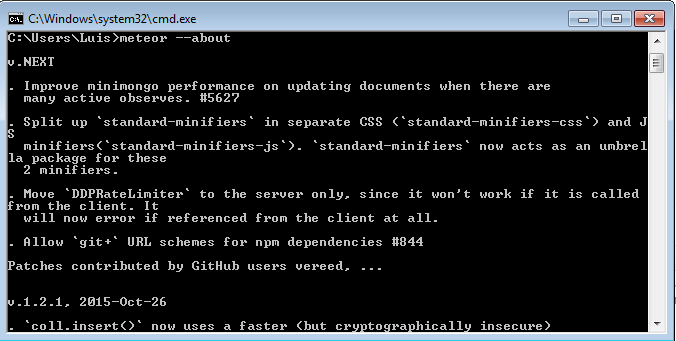 C:\Windows\system32\cmd.exe
C:\Users\Luis>meteor --about
v.NEXT
. Improve minimongo performance on updating documents when there are
many active observes. #5627
. Split up `standard-minifiers` in separate CSS (`standard-minifiers-css`) and J
S
minifiers(`standard-minifiers-js`). `standard-minifiers` now acts as an umbrel
la package for these
2 minifiers.
. Move `DDPRateLimiter` to the server only, since it won't work if it is called
from the client. It
will now error if referenced from the client at all.
. Allow `git+` URL schemes for npm dependencies #844
Patches contributed by GitHub users vereed, ...
v.1.2.1, 2015-Oct-26
. `coll.insert()` now uses a faster (but cryptographically insecure)